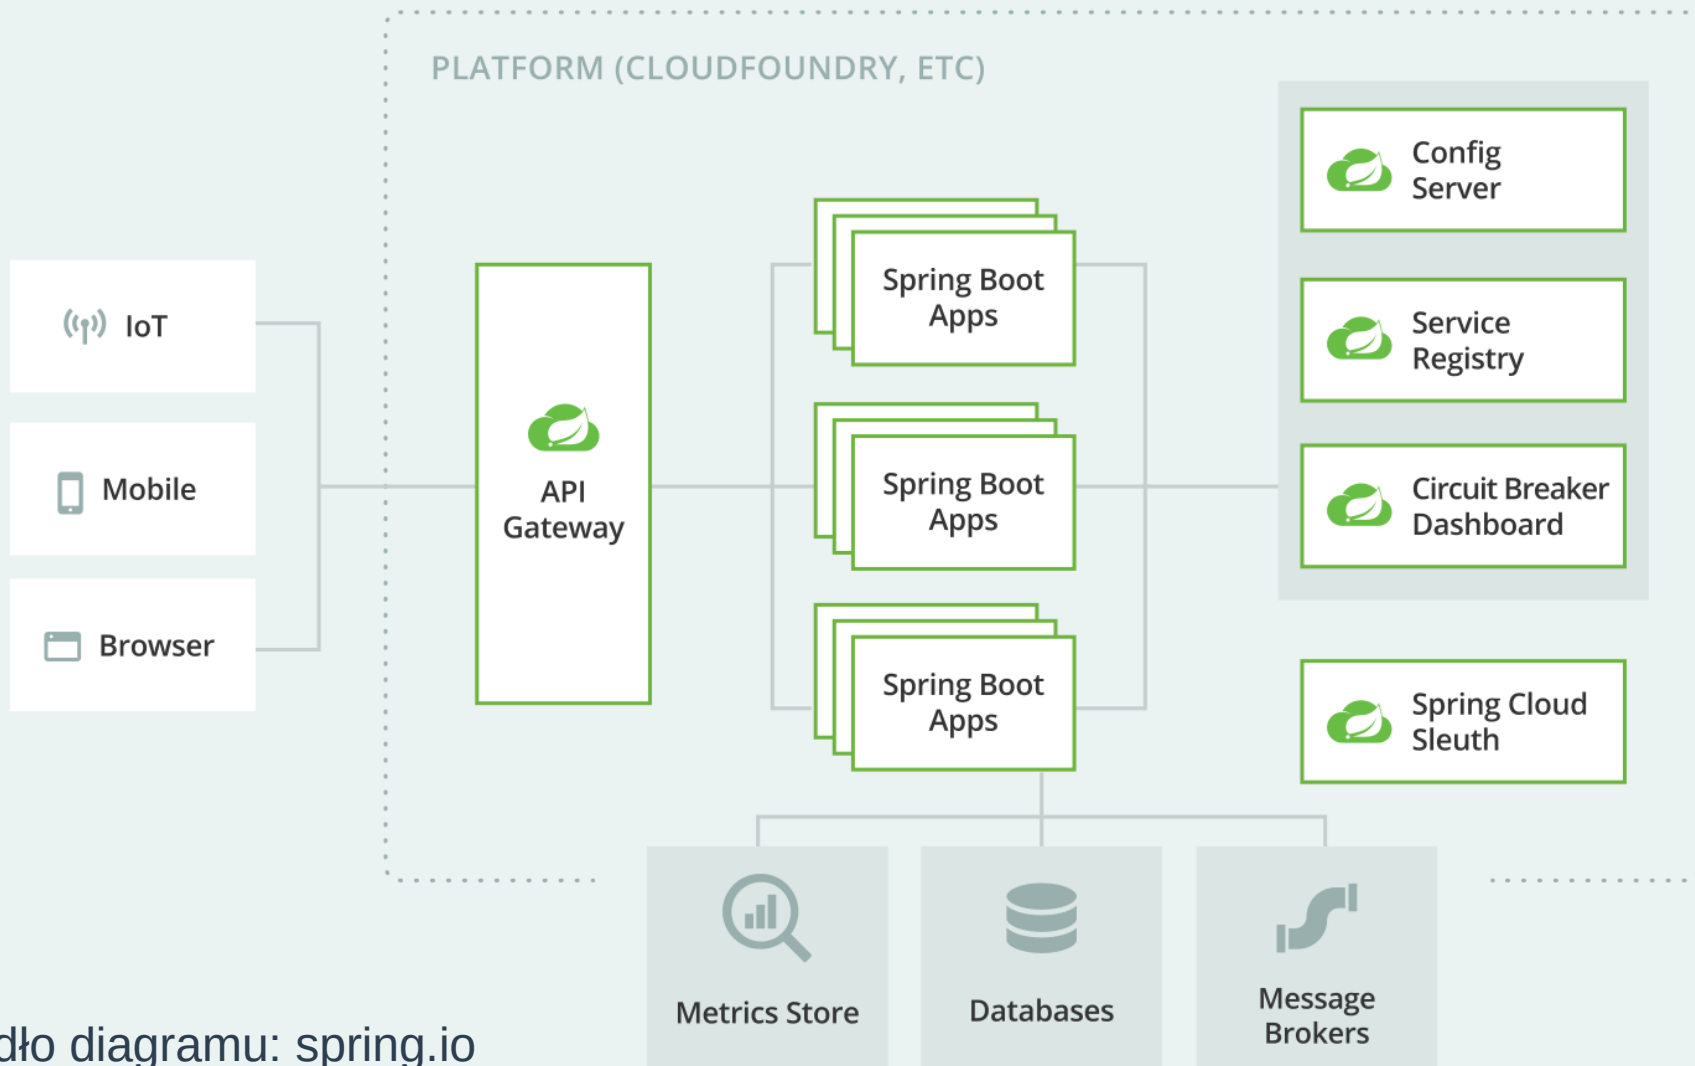 PLATFORM (CLOUDFOUNDRY, ETC)
IoT
Mobile
Browser
API
Gateway
Spring Boot
Apps
Spring Boot
Apps
Spring Boot
Apps
Config
Server
Service
Registry
Circuit Breaker
Dashboard
Spring Cloud
Sleuth
Metrics Store
Databases
Message
Brokers
diagramu: spring.io